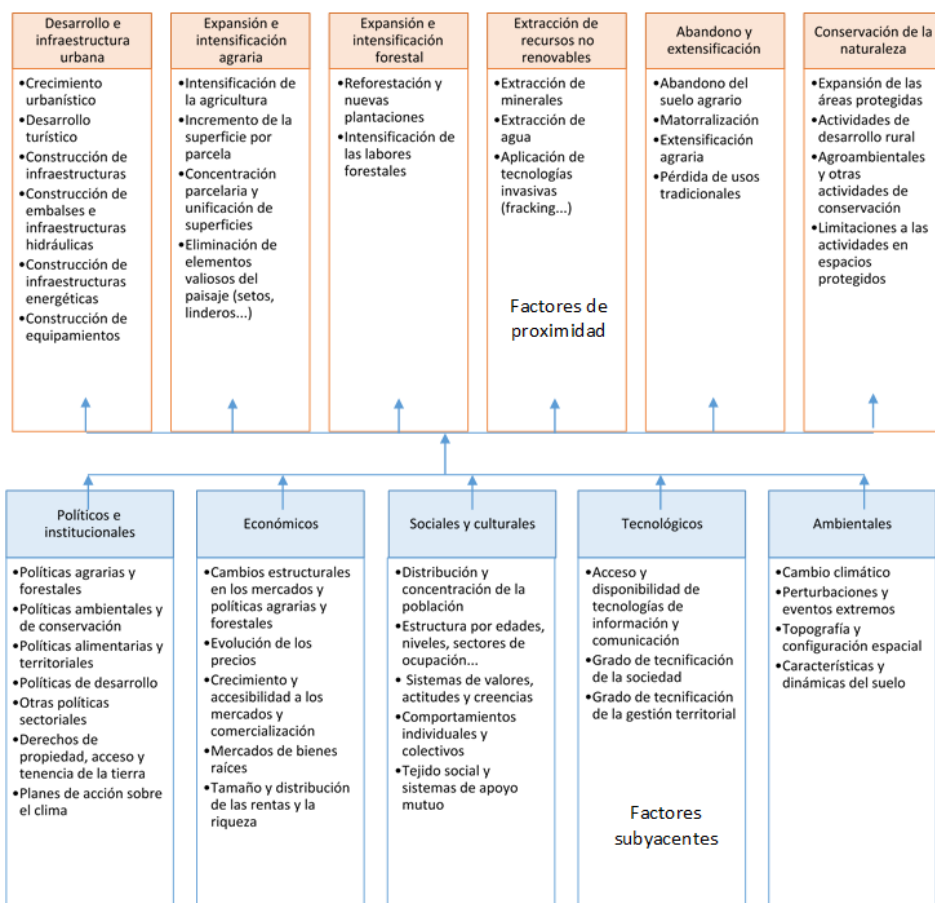 Desarrollo e
infraestructura
urbana
•Crecimiento
urbanístico
•Desarrollo
turístico
•Construcción de
infraestructuras
•Construcción de
embalses e
infraestructuras
hidráulicas
•Construcción de
infraestructuras
energéticas
•Construcción de
equipamientos
Expansión e
intensificación
agraria
•Intensificación de
la agricultura
•Incremento de la
superficie por
parcela
•Concentración
parcelaria y
unificación de
superficies
•Eliminación de
elementos
valiosos del
paisaje (setos,
linderos...)
Expansión e
intensificación
forestal
•Reforestación y
nuevas
plantaciones
•Intensificación de
las labores
forestales
Extracción de
recursos no
renovables
•Extracción de
minerales
•Extracción de
agua
•Aplicación de
tecnologías
invasivas
(fracking...)
Factores de
proximidad
Abandono y
extensificación
•Abandono del
suelo agrario
•Matorralización
•Extensificación
agraria
•Pérdida de usos
tradicionales
Conservación de la
naturaleza
•Expansión de las
áreas protegidas
•Actividades de
desarrollo rural
•Agroambientales
y otras
actividades de
conservación
•Limitaciones a las
actividades en
espacios
protegidos
Políticos e
institucionales
•Políticas agrarias y
forestales
•Políticas ambientales y
de conservación
•Políticas alimentarias y
territoriales
•Políticas de desarrollo
•Otras políticas
sectoriales
•Derechos de
propiedad, acceso y
tenencia de la tierra
•Planes de acción sobre
el clima
Económicos
•Cambios estructurales
en los mercados y
políticas agrarias y
forestales
•Evolución de los
precios
•Crecimiento y
accesibilidad a los
mercados y
comercialización
•Mercados de bienes
raíces
•Tamaño y distribución
de las rentas y la
riqueza
Sociales y culturales
•Distribución y
concentración de la
población
•Estructura por edades,
niveles, sectores de
ocupación...
• Sistemas de valores,
actitudes y creencias
•Comportamientos
individuales y
colectivos
•Tejido social y
sistemas de apoyo
mutuo
Tecnológicos
•Acceso y
disponibilidad de
tecnologías de
información y
comunicación
•Grado de tecnificación
de la sociedad
•Grado de tecnificación
de la gestión territorial
Factores
subyacentes
Ambientales
•Cambio climático
•Perturbaciones y
eventos extremos
•Topografía y
configuración espacial
•Características y
dinámicas del suelo